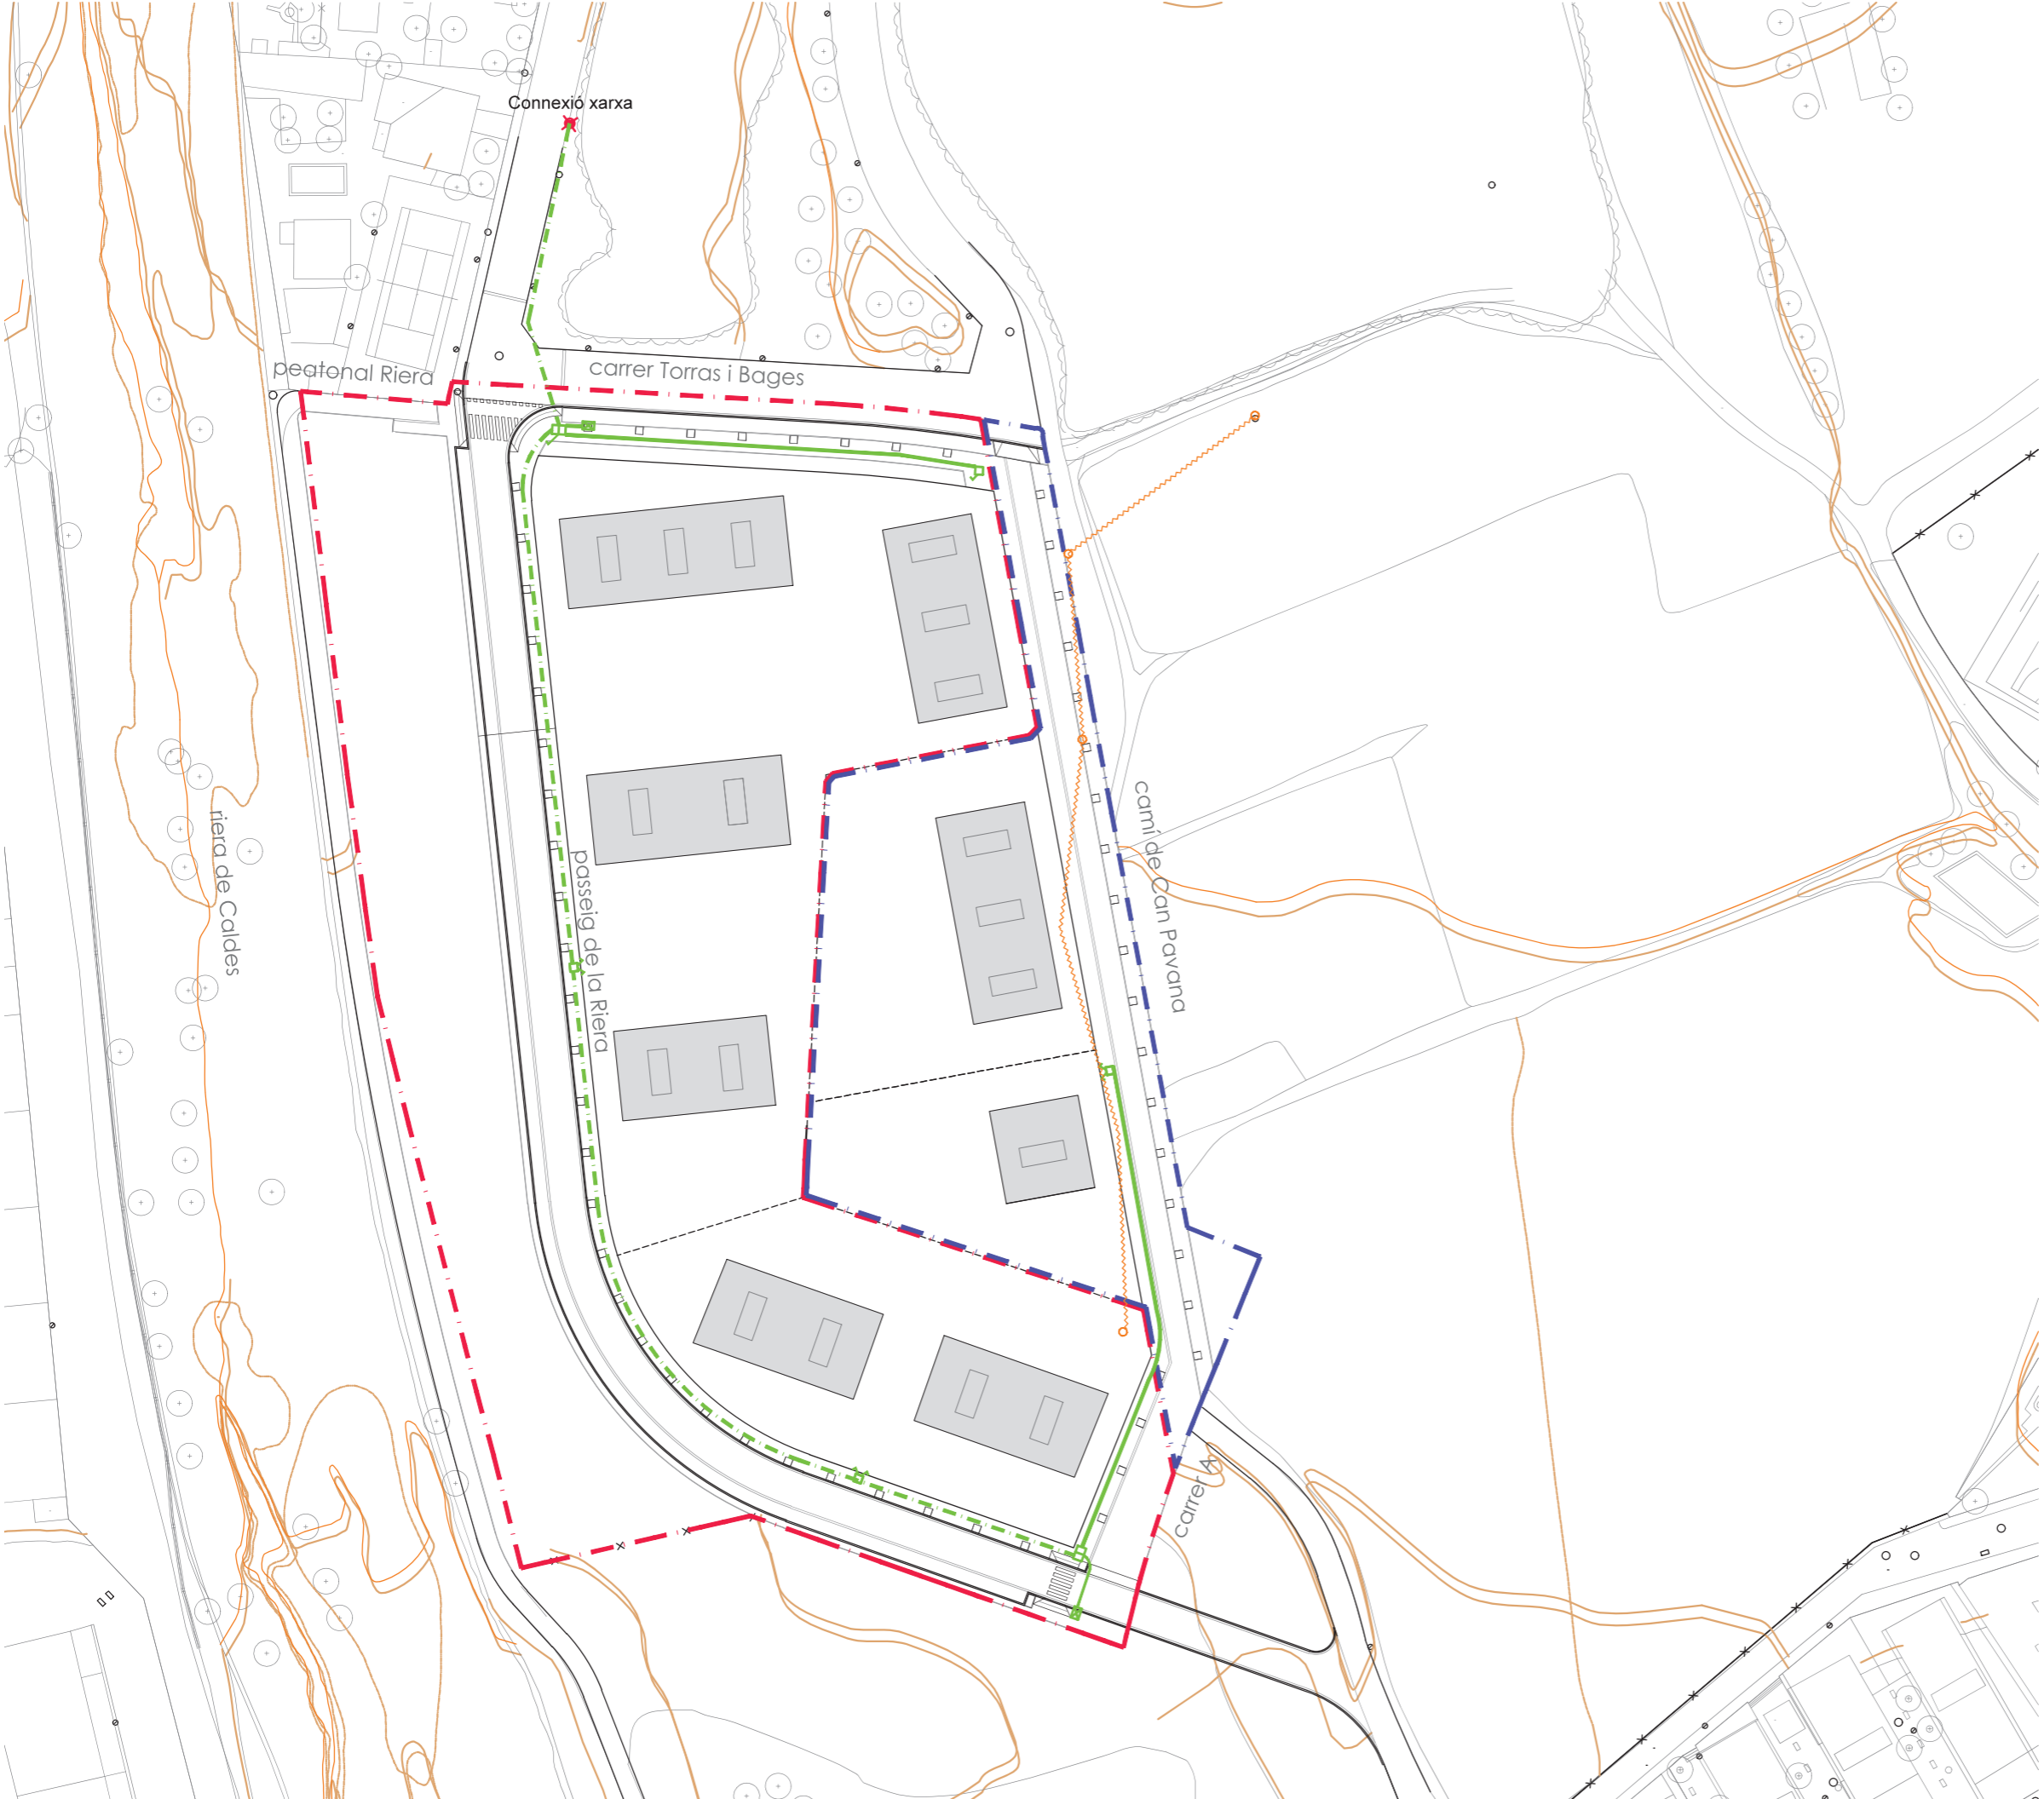 Connexió xarxa
peatonal Riera
carrer Torras i Bages
riera de Caldes
passeig de la Riera
camí de Can Pavana
carrer A